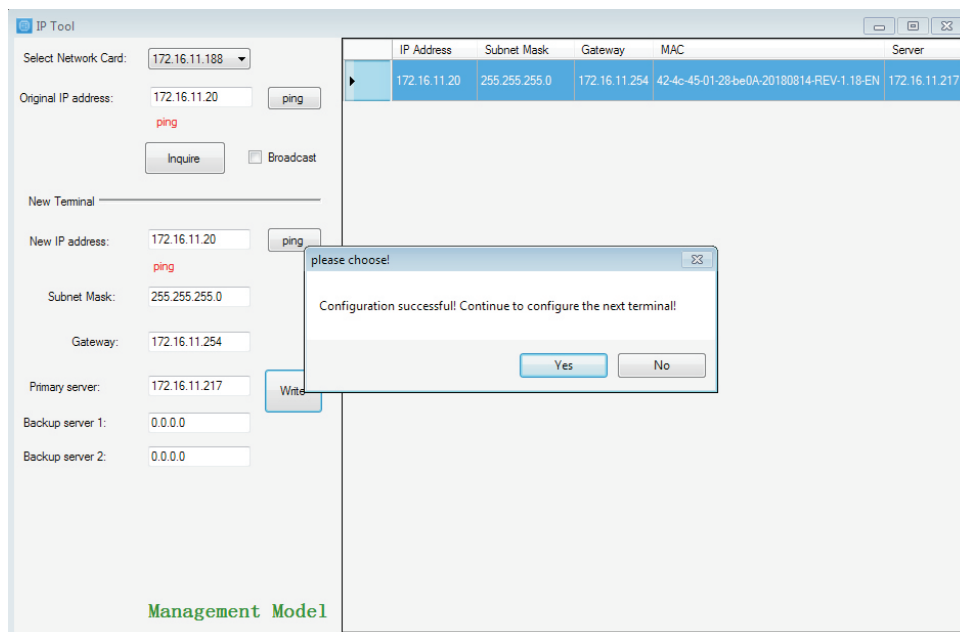 IP Tool
Select Network Card: 172.16.11.188
Original IP address: 172.16.11.20 ping
ping
Inquire Broadcast
New Terminal
New IP address: 172.16.11.20 ping
ping
Subnet Mask: 255.255.255.0
Gateway: 172.16.11.254
Primary server: 172.16.11.217 Write
Backup server 1: 0.0.0.0
Backup server 2: 0.0.0.0
Management Model
IP Address Subnet Mask Gateway MAC Server
172.16.11.20 255.255.255.0 172.16.11.254 42-4c-45-01-28-be0A-20180814-REV-1.18-EN 172.16.11.217
please choose!
Configuration successful! Continue to configure the next terminal!
Yes No